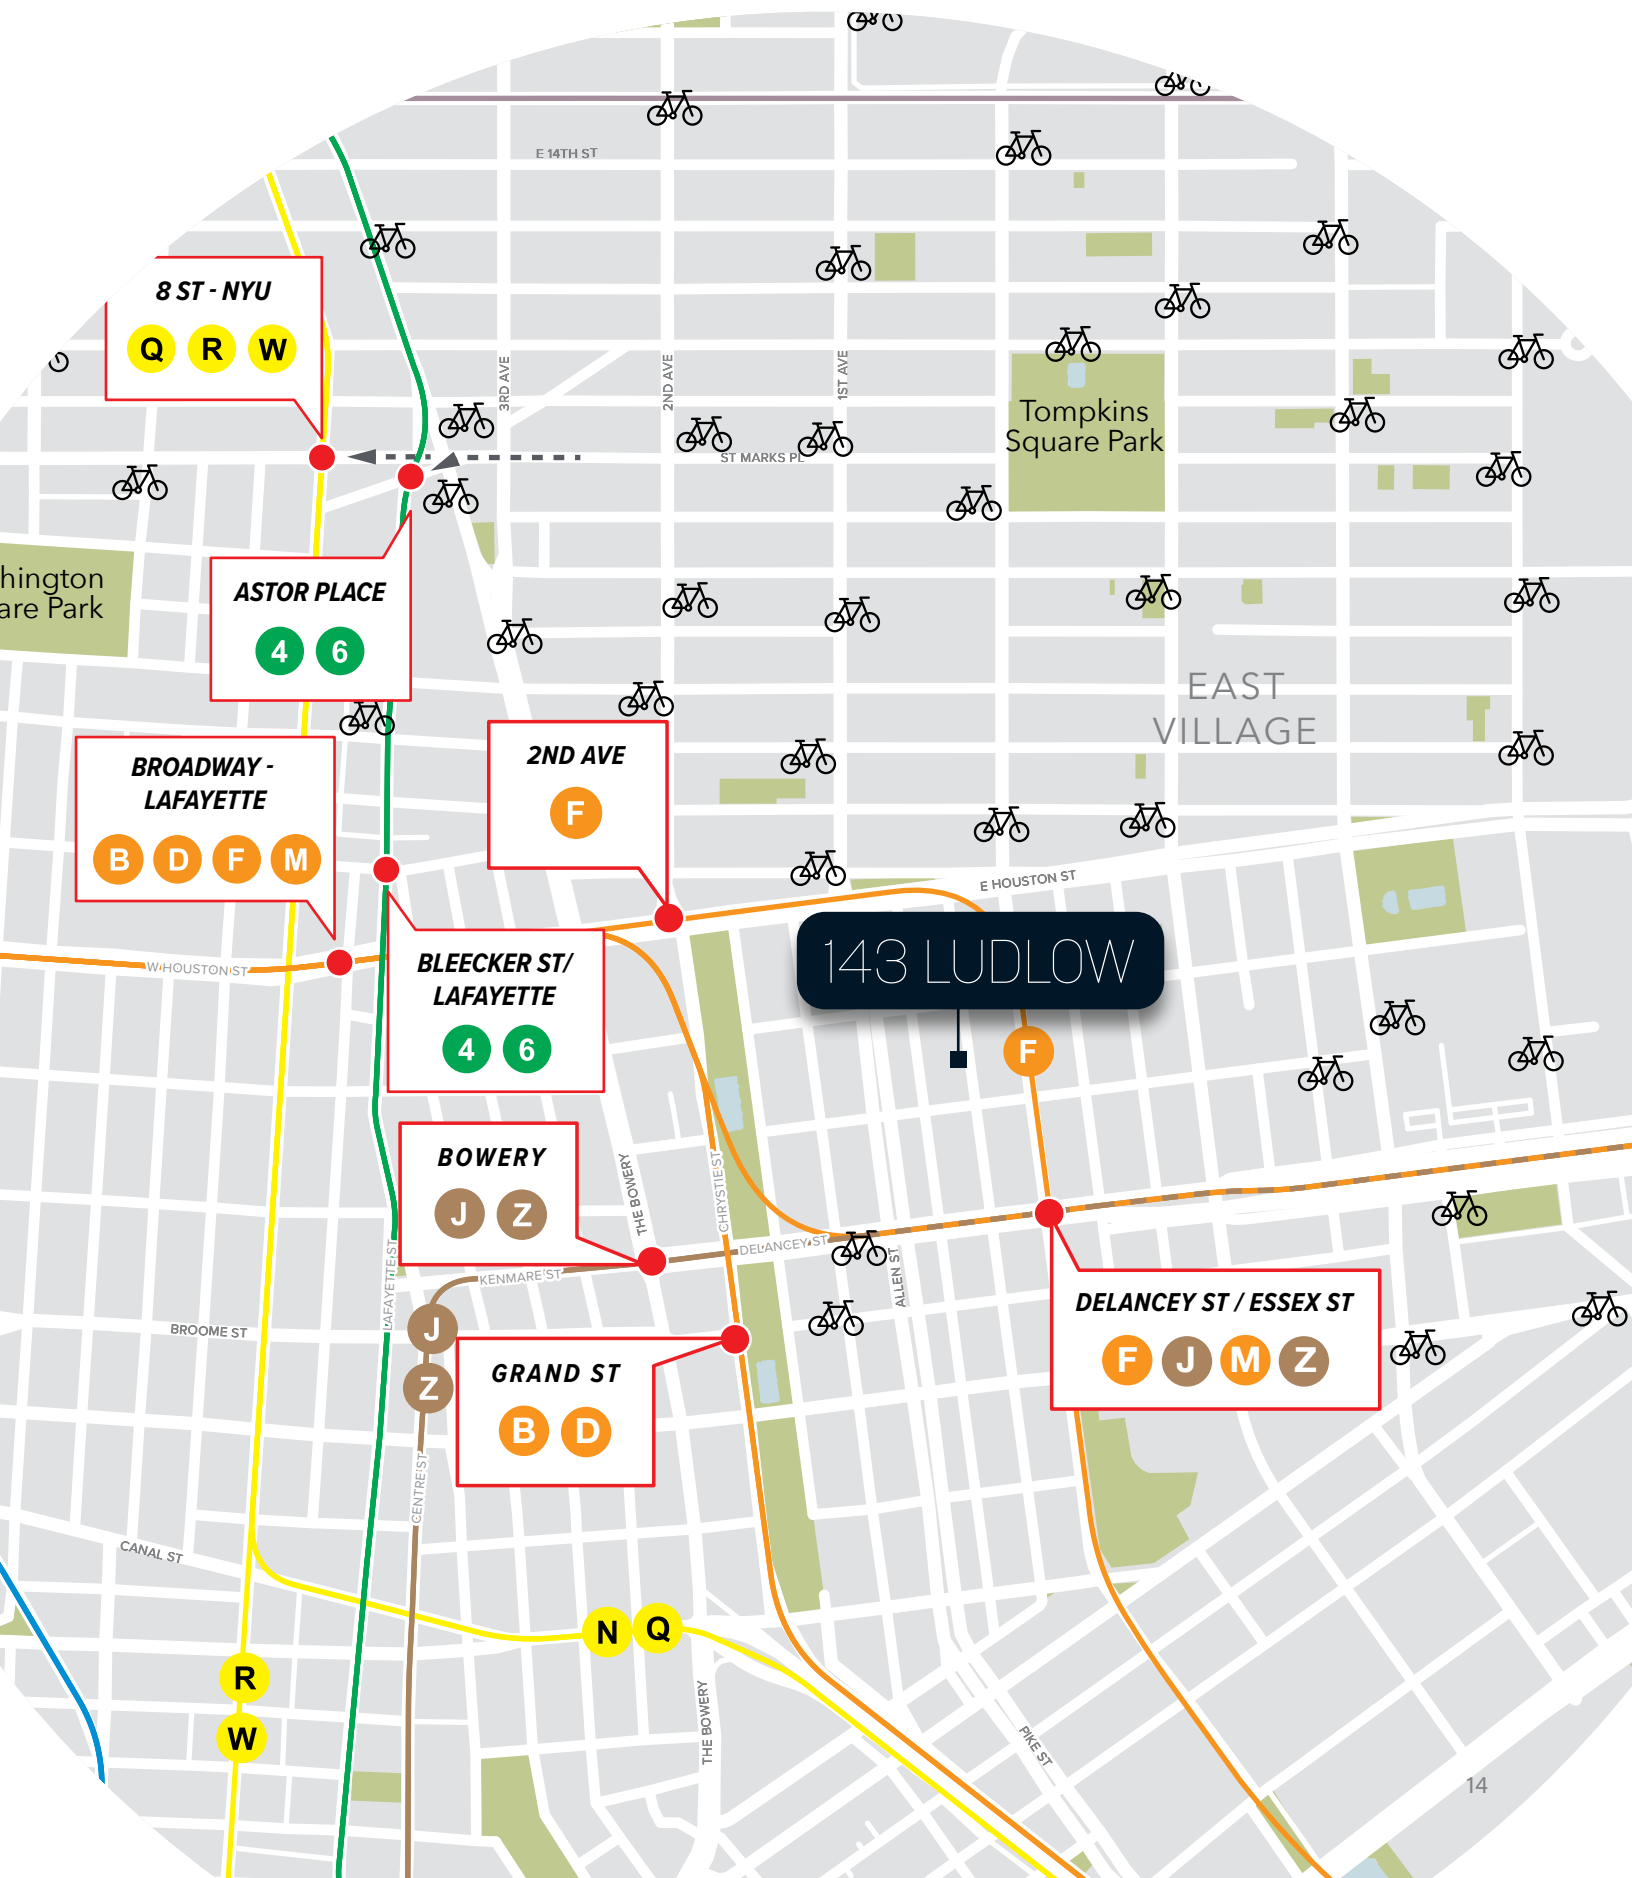 E 14TH ST
8 ST - NYU
Q R W
3RD AVE
2ND AVE
1ST AVE
Tompkins
Square Park
ST MARKS PL
hington
are Park
ASTOR PLACE
4 6
EAST
VILLAGE
BROADWAY -
LAFAYETTE
B D F M
2ND AVE
F
E HOUSTON ST
W HOUSTON ST
143 LUDLOW
BLEECKER ST/
LAFAYETTE
4 6
F
BOWERY
J Z
THE BOWERY
CHRYSTIE ST
DELANCEY ST
KENMARE ST
LAFAYETTE ST
ALLEN ST
BROOME ST
J
Z
GRAND ST
B D
DELANCEY ST / ESSEX ST
F J M Z
CENTRE ST
CANAL ST
N Q
R
W
THE BOWERY
PIKE ST
14